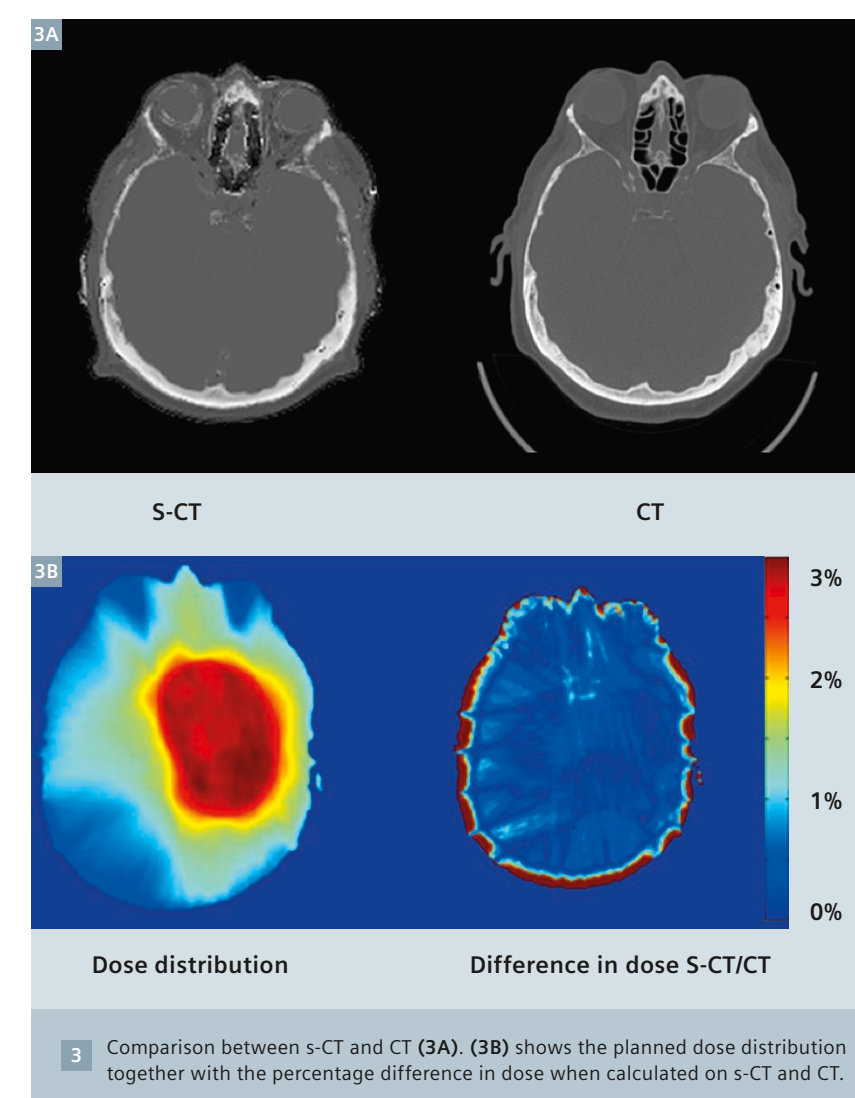 3A
S-CT
CT
3B
3%
2%
1%
0%
Dose distribution
Difference in dose S-CT/CT
3
Comparison between s-CT and CT (3A). (3B) shows the planned dose distribution
together with the percentage difference in dose when calculated on s-CT and CT.